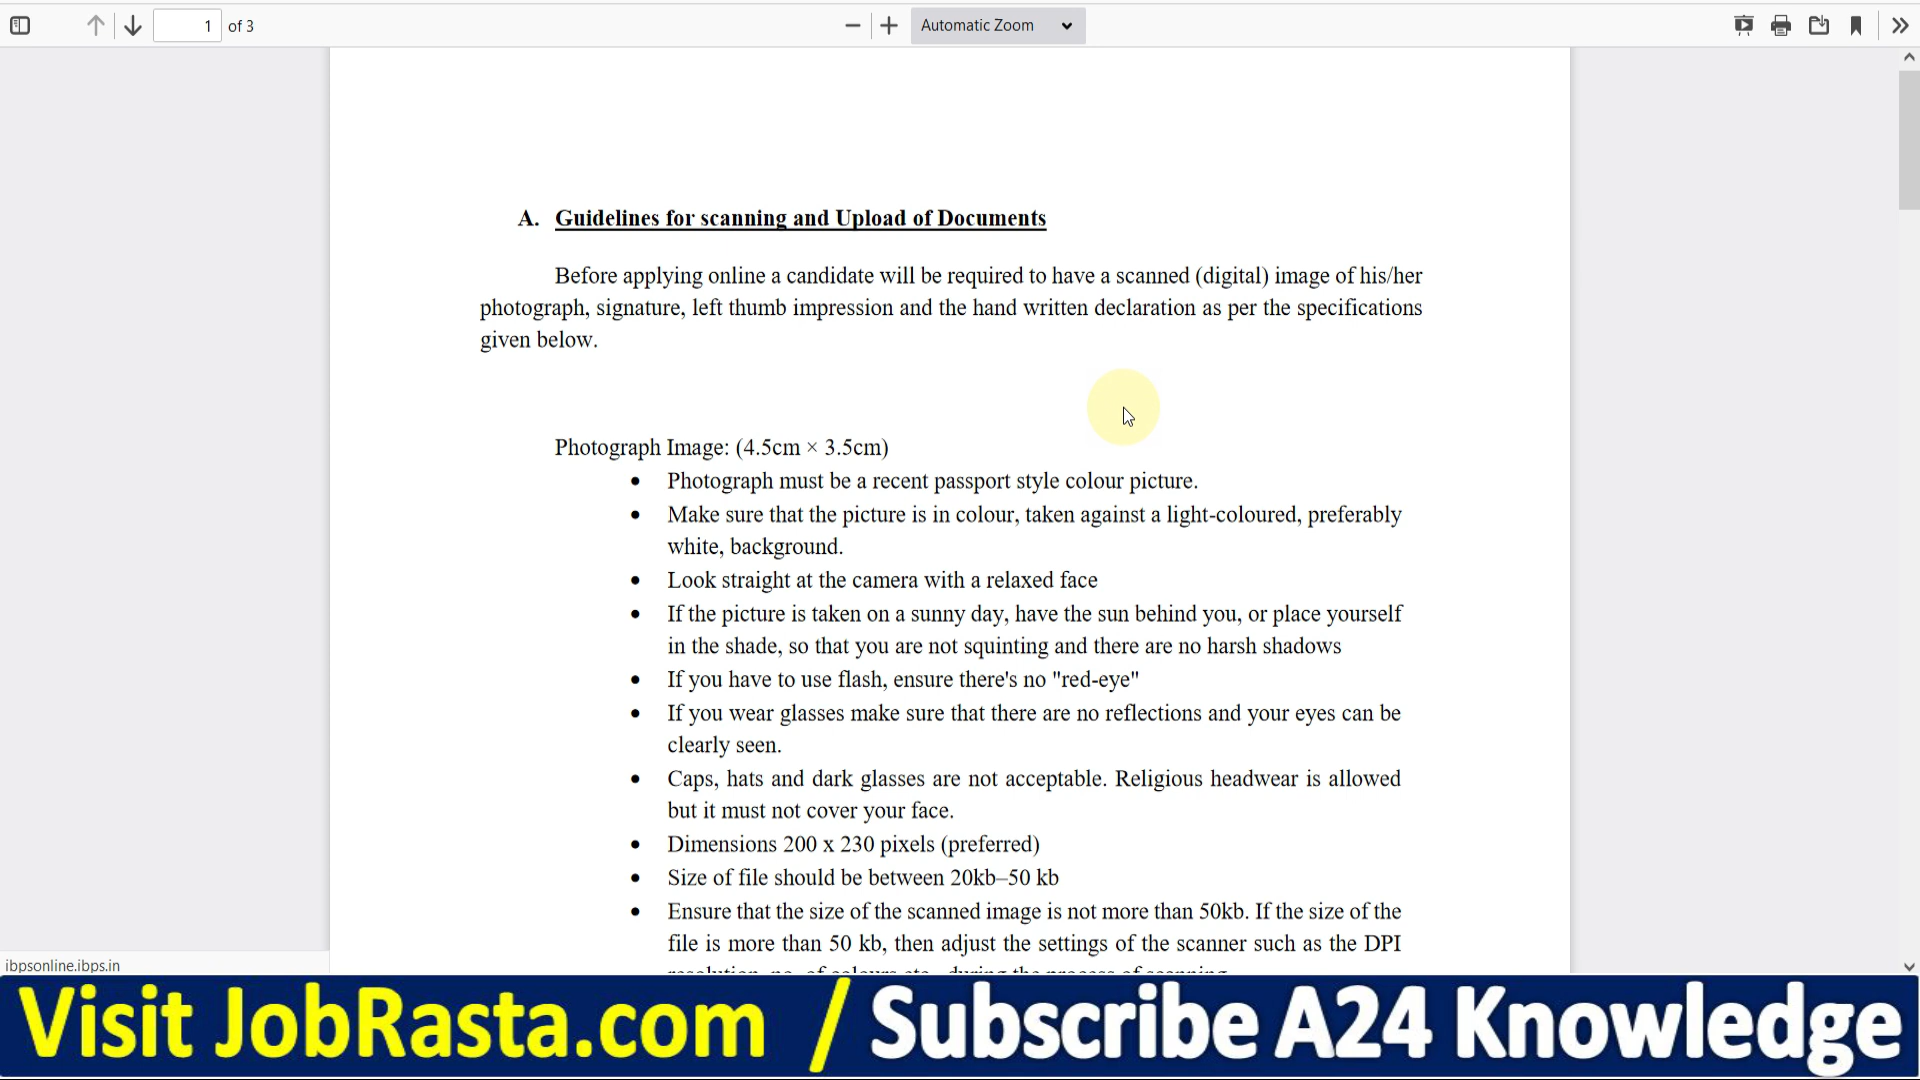 1 of 3 Automatic Zoom
A. Guidelines for scanning and Upload of Documents
Before applying online a candidate will be required to have a scanned (digital) image of his/her
photograph, signature, left thumb impression and the hand written declaration as per the specifications
given below.
Photograph Image: (4.5cm × 3.5cm)
• Photograph must be a recent passport style colour picture.
• Make sure that the picture is in colour, taken against a light-coloured, preferably
white, background.
• Look straight at the camera with a relaxed face
• If the picture is taken on a sunny day, have the sun behind you, or place yourself
in the shade, so that you are not squinting and there are no harsh shadows
• If you have to use flash, ensure there's no "red-eye"
• If you wear glasses make sure that there are no reflections and your eyes can be
clearly seen.
• Caps, hats and dark glasses are not acceptable. Religious headwear is allowed
but it must not cover your face.
• Dimensions 200 x 230 pixels (preferred)
• Size of file should be between 20kb–50 kb
• Ensure that the size of the scanned image is not more than 50kb. If the size of the
file is more than 50 kb, then adjust the settings of the scanner such as the DPI
resolution, no. of colours etc., during the process of scanning.
ibpsonline.ibps.in
Visit JobRasta.com / Subscribe A24 Knowledge